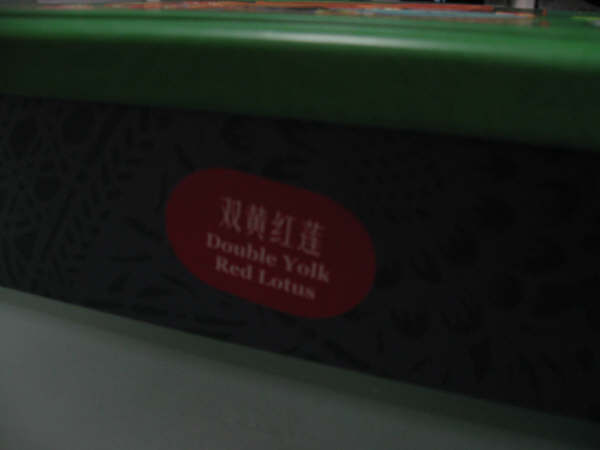 双黄红莲
Double Yolk
Red Lotus